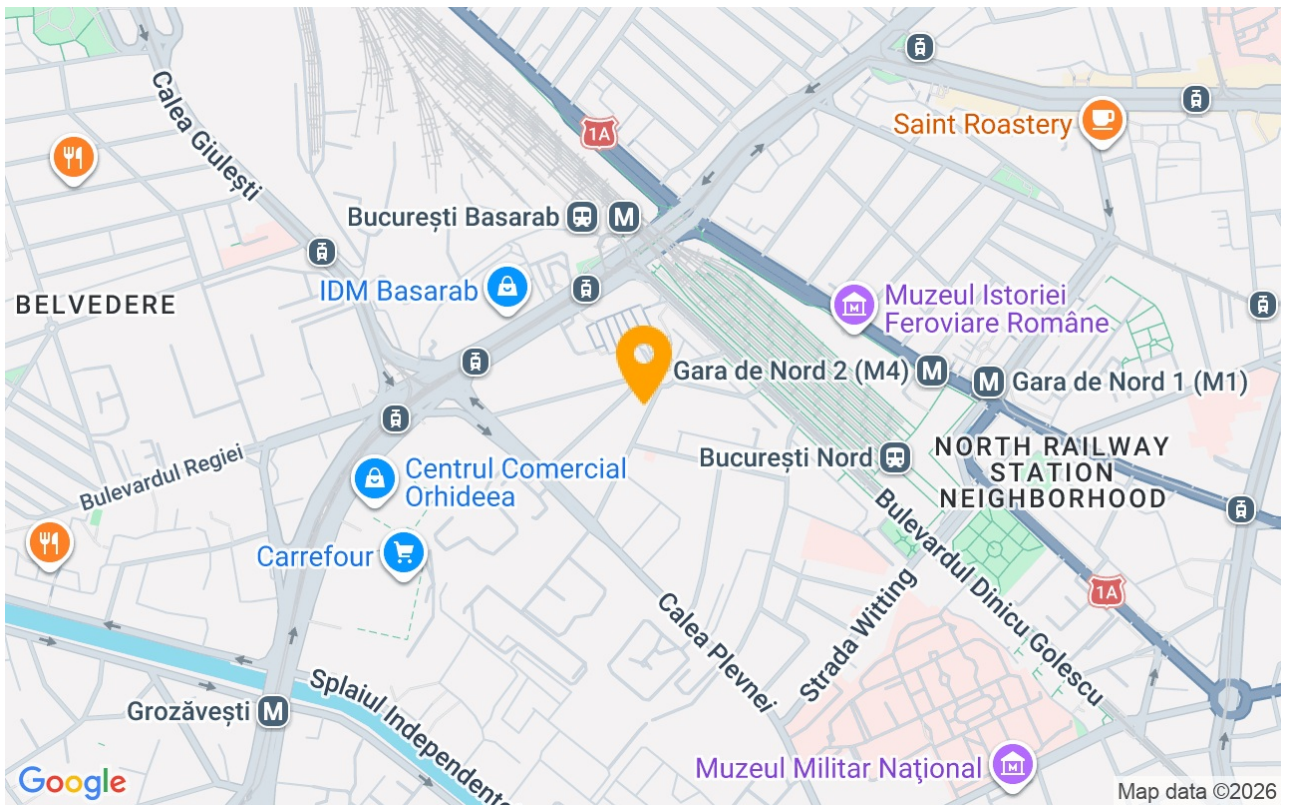 Calea Giulești
1A
Saint Roastery
București Basarab
M
IDM Basarab
BELVEDERE
Muzeul Istoriei
Feroviare Române
Gara de Nord 2 (M4)
M
M
Gara de Nord 1 (M1)
Bulevardul Regiei
Centrul Comercial
Orhideea
București Nord
NORTH RAILWAY
STATION
NEIGHBORHOOD
Carrefour
Bulevardul Dinicu Golescu
1A
Calea Plevnei
Strada Witting
Splaiul Independenț
Grozăvești
M
Muzeul Militar Naţional
Google
Map data ©2026